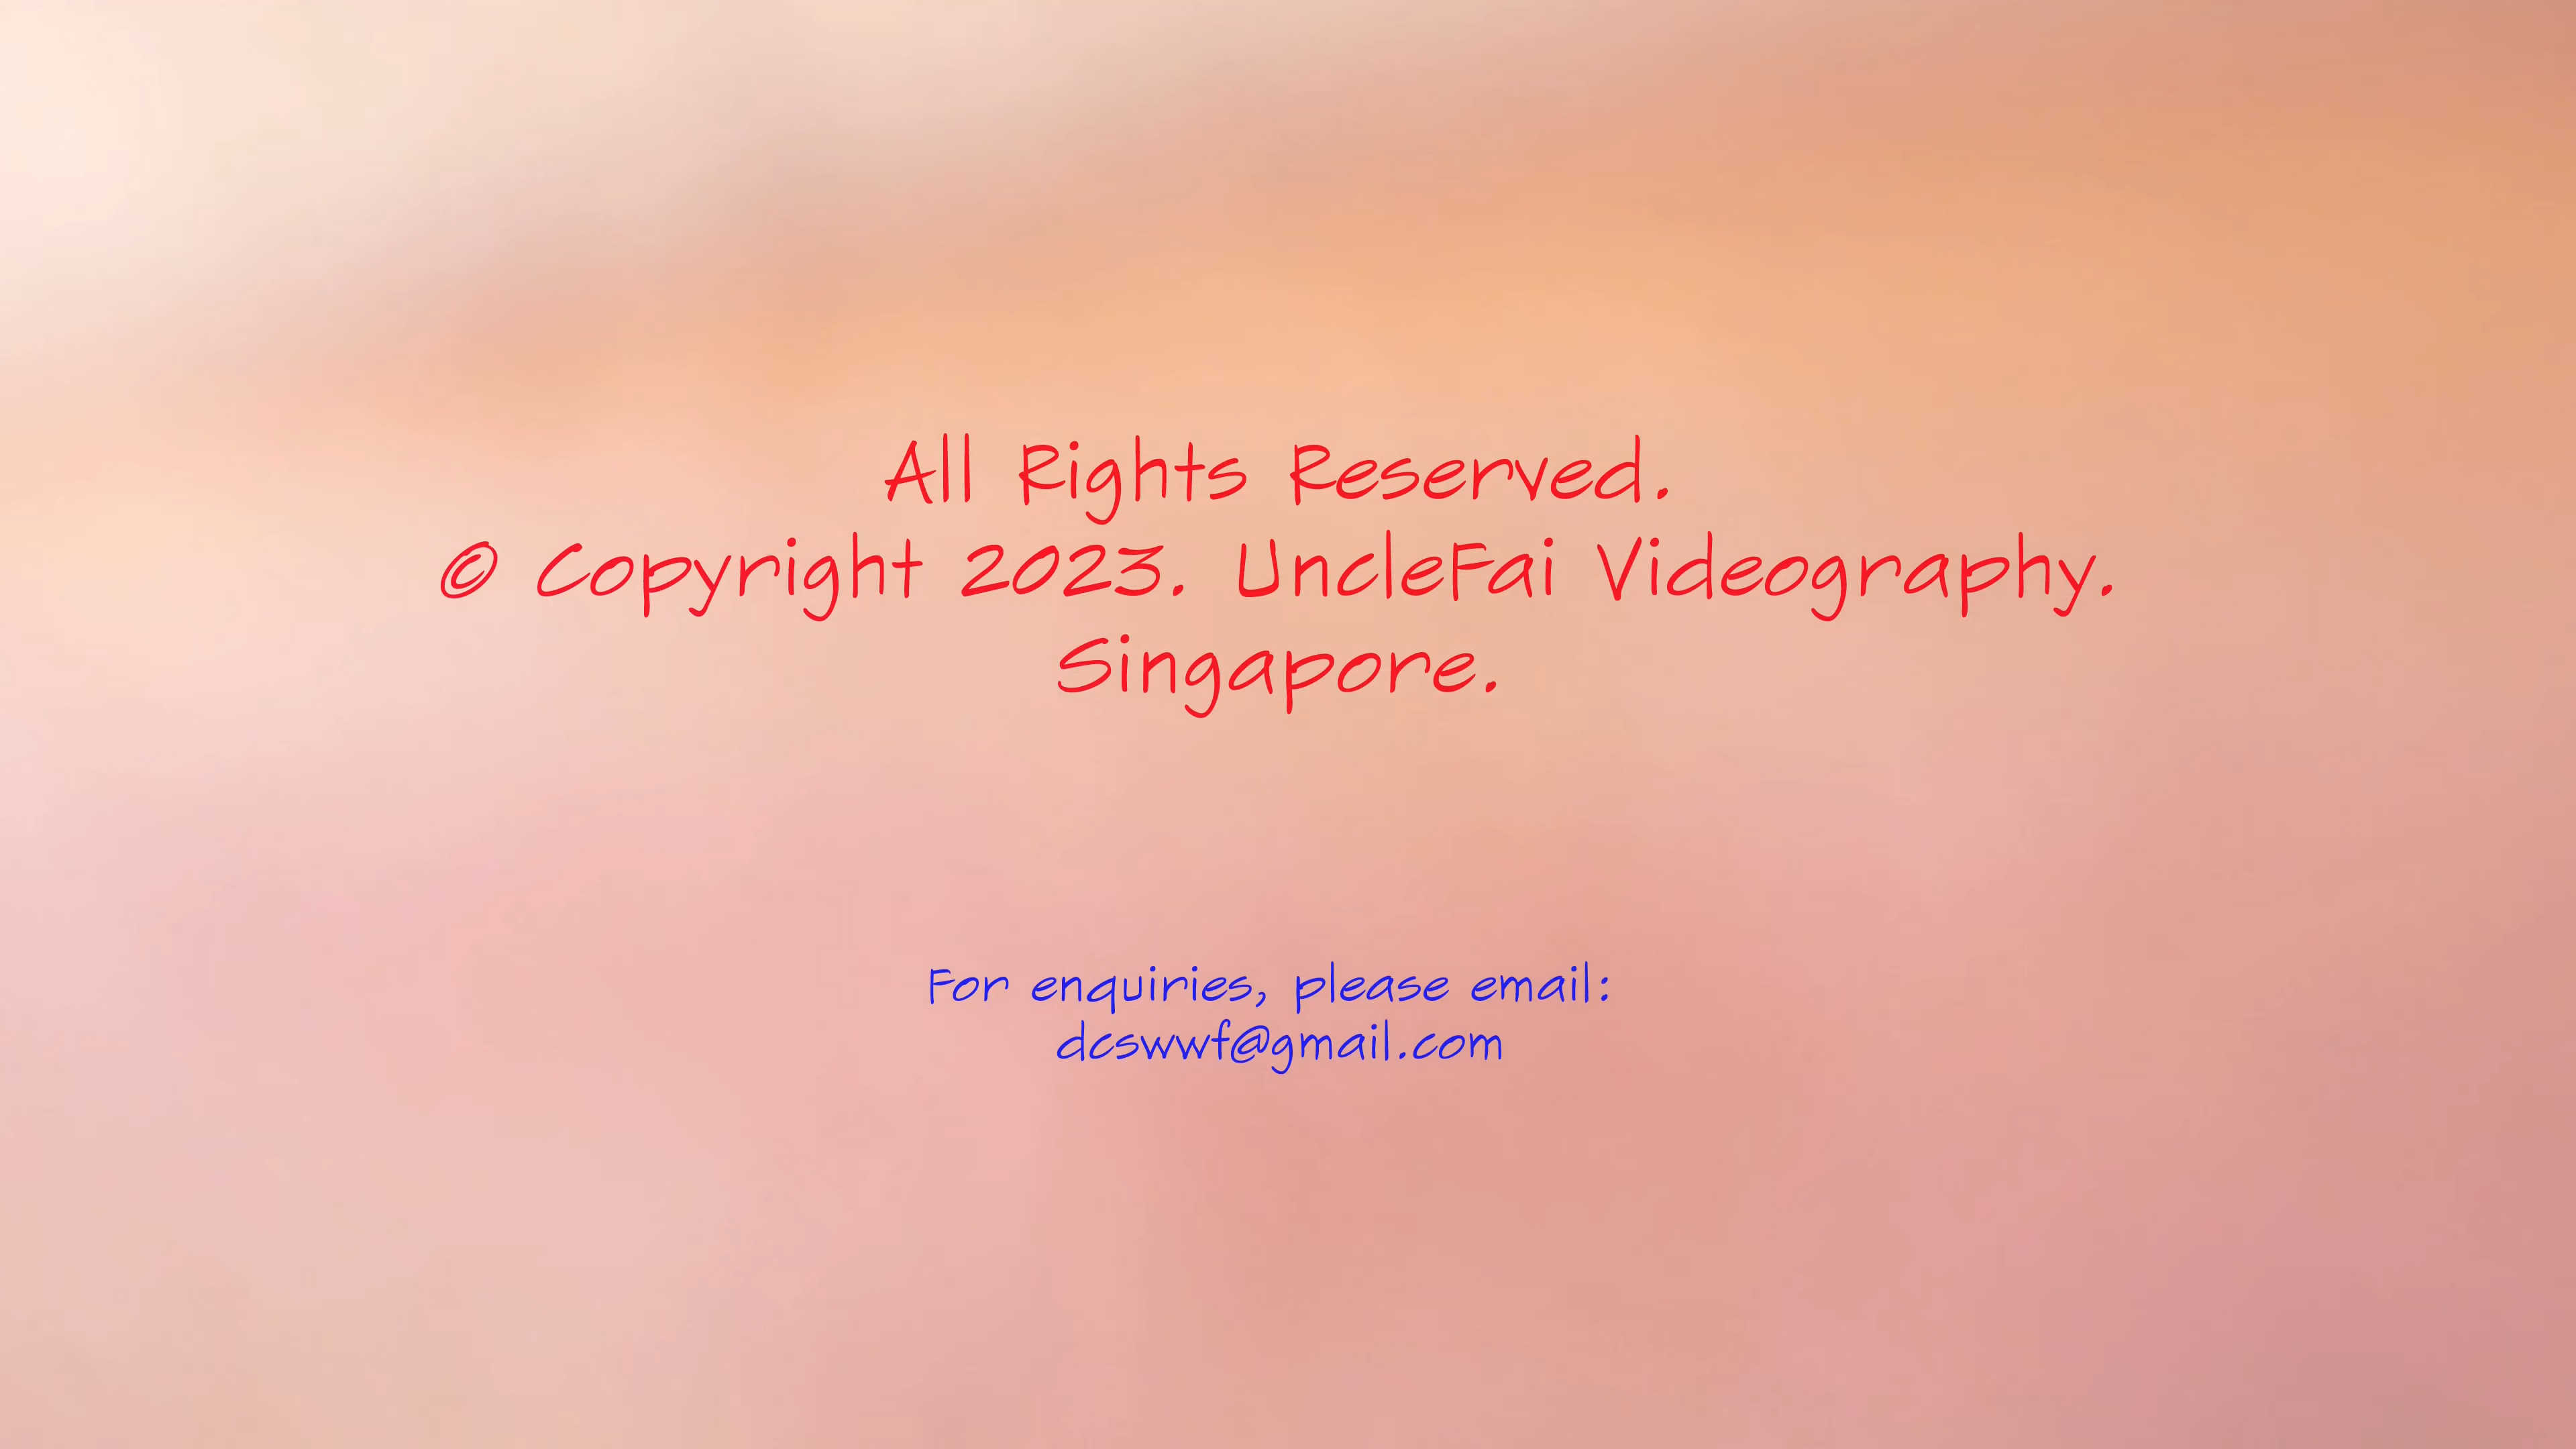 All Rights Reserved.
© Copyright 2023. UncleFai Videography.
Singapore.
For enquiries, please email:
dcswwf@gmail.com